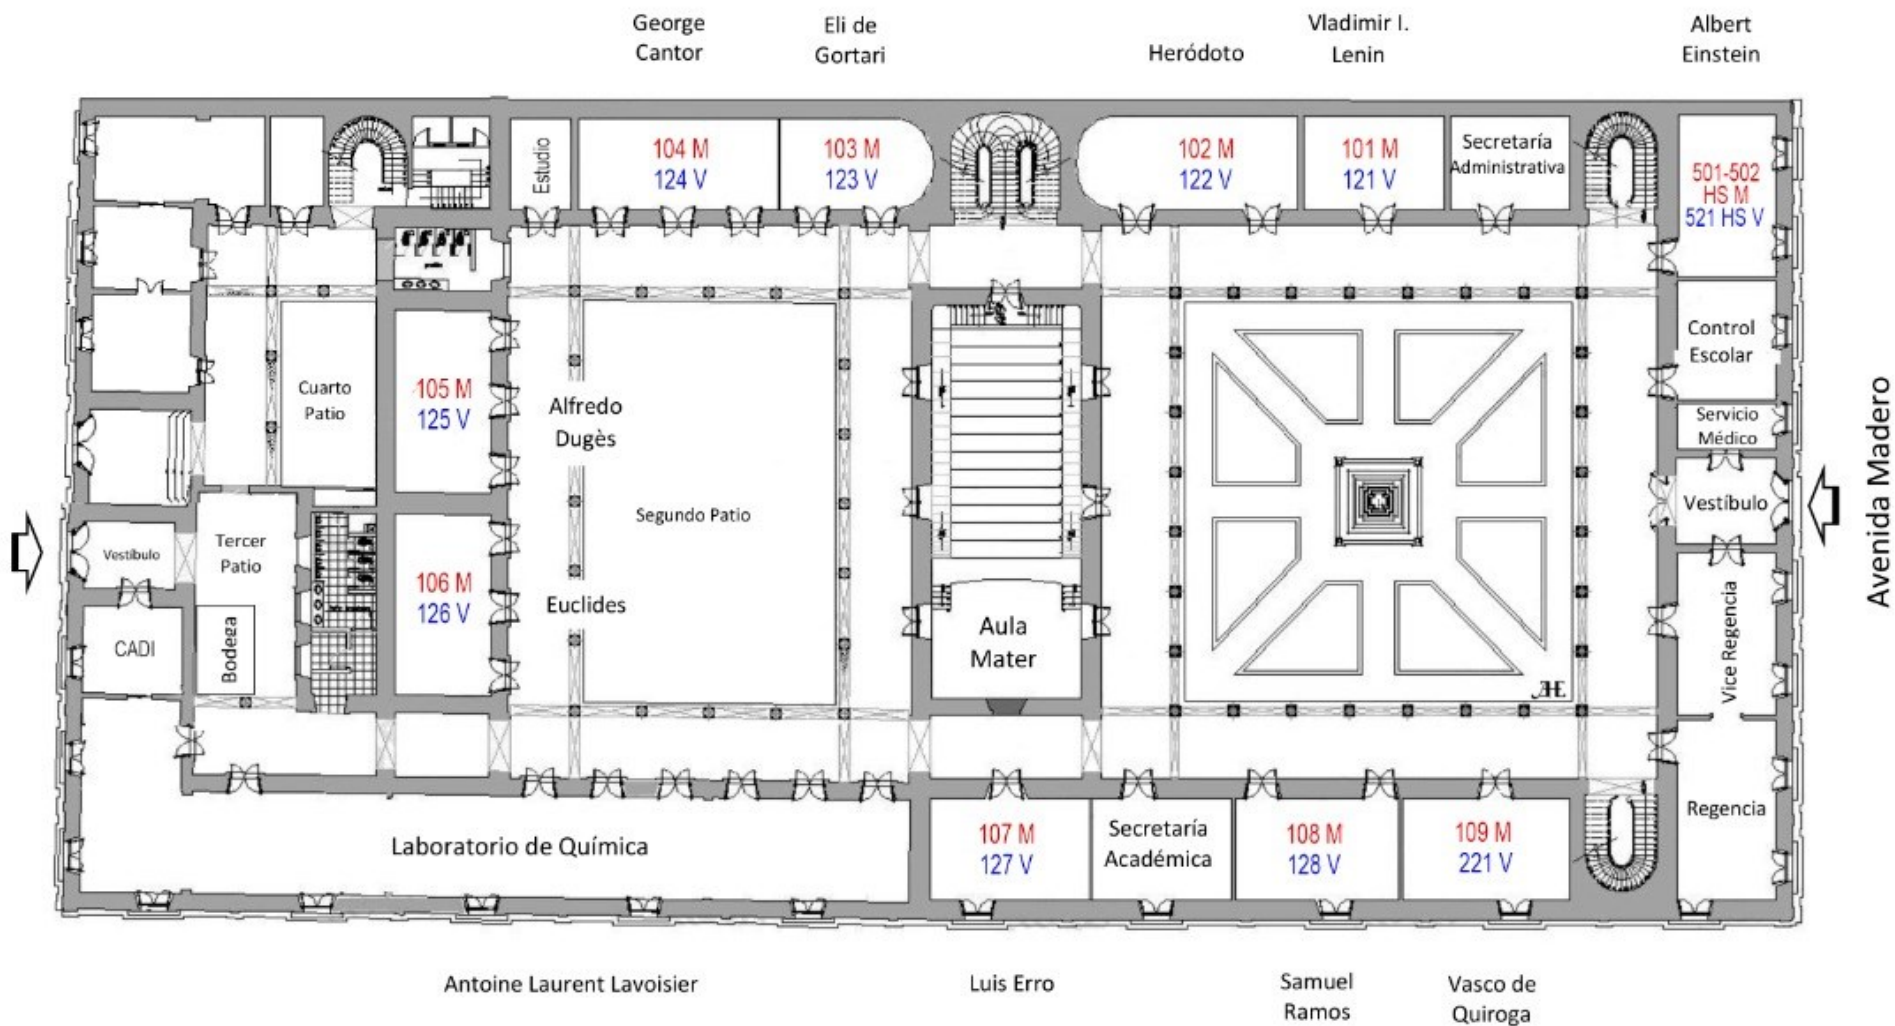 George
Cantor
Eli de
Gortari
Heródoto
Vladimir I.
Lenin
Albert
Einstein
Estudio
104 M
124 V
103 M
123 V
102 M
122 V
101 M
121 V
Secretaría
Administrativa
501-502
HS M
521 HS V
Cuarto
Patio
105 M
125 V
Alfredo
Dugès
Control
Escolar
Servicio
Médico
Vestíbulo
Avenida Madero
Segundo Patio
Vestíbulo
Tercer
Patio
106 M
126 V
Euclides
CADI
Bodega
Aula
Mater
Vice Regencia
AHE
Regencia
Laboratorio de Química
107 M
127 V
Secretaría
Académica
108 M
128 V
109 M
221 V
Antoine Laurent Lavoisier
Luis Erro
Samuel
Ramos
Vasco de
Quiroga